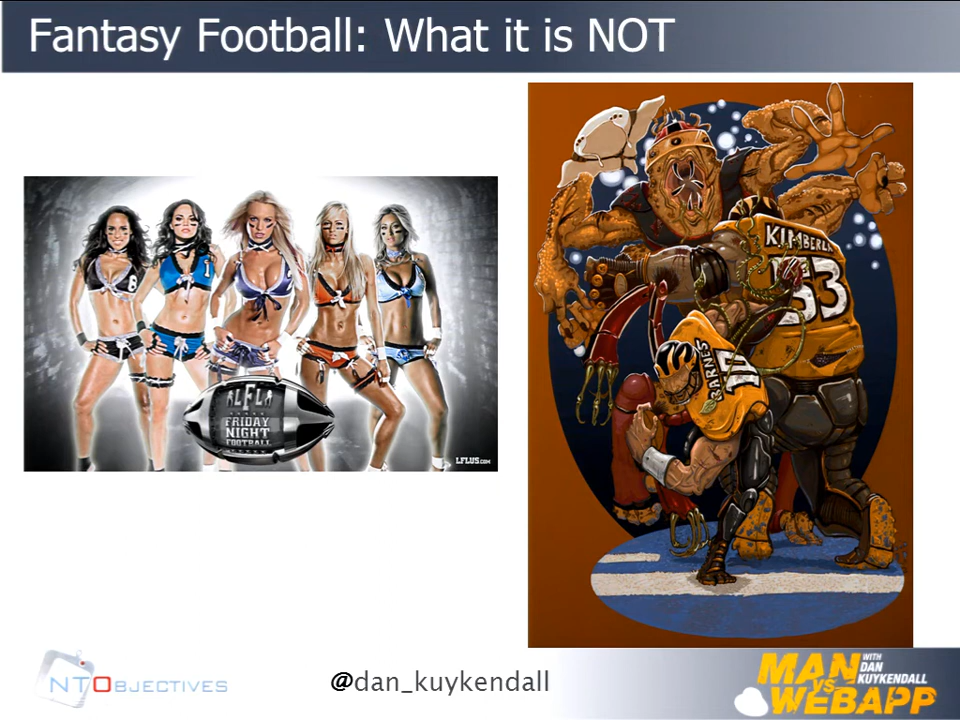 Fantasy Football: What it is NOT
8
1
LFL
FRIDAY
NIGHT
FOOTBALL
LFLUS.COM
KIMBERL
53
BARNES
NTOBJECTIVES
@dan_kuykendall
MAN
VS
WEBAPP
WITH
DAN
KUYKENDALL